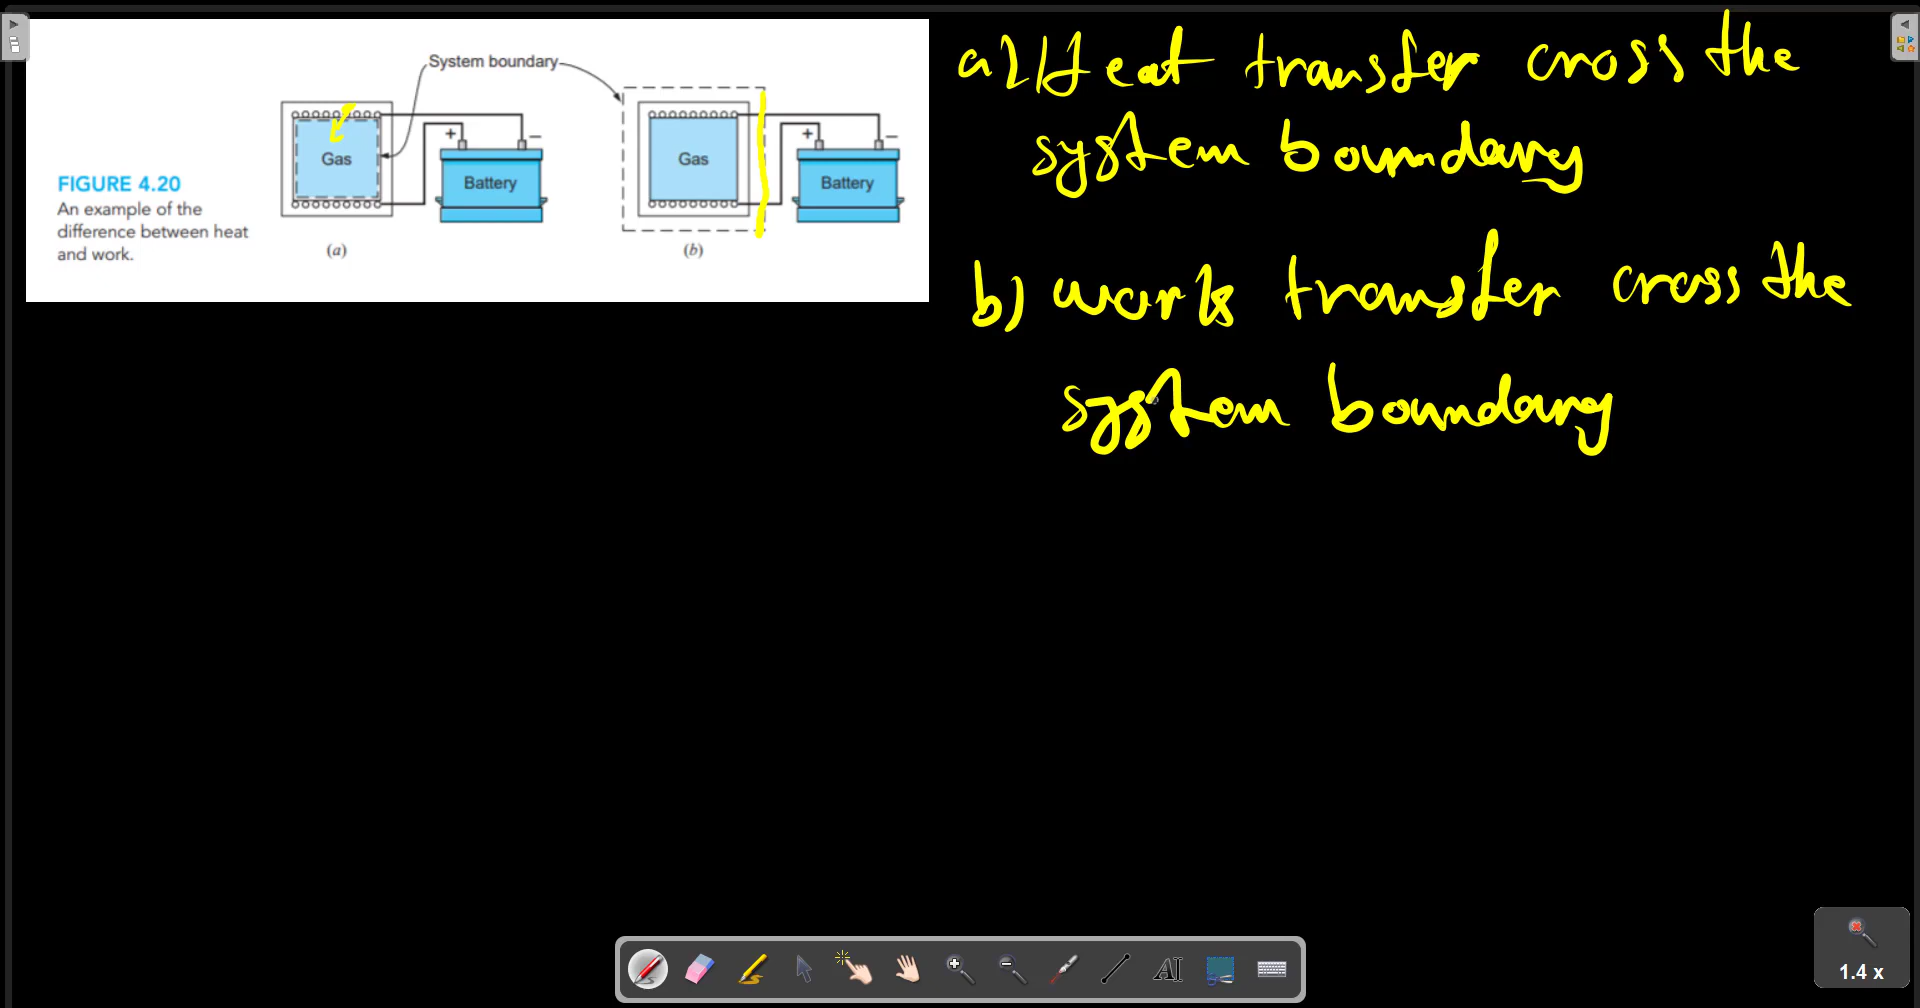 System boundary
Gas
+
−
Battery
Gas
+
−
Battery
FIGURE 4.20
An example of the
difference between heat
and work.
(a)
(b)
a) Heat transfer cross the
system boundary
b) work transfer cross the
system boundary
1.4 x